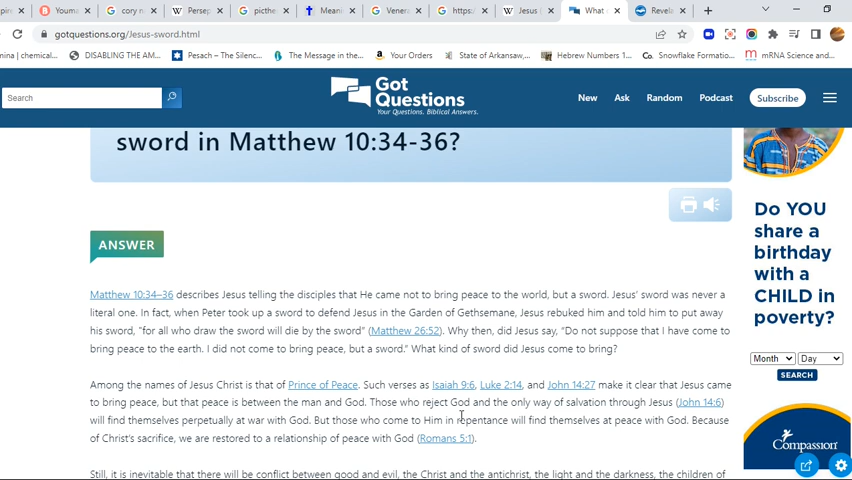 Youma
cory n
Persep
picthe
Meani
Genera
https:/
Jesus i
What
Revela
gotquestions.org/Jesus-sword.html
mina | chemical...
DISABLING THE AM...
Pesach – The Silenc...
The Message in the...
Your Orders
State of Arkansaw,...
Hebrew Numbers 1...
Co. Snowflake Formatio...
mRNA Science and...
Search
Got
Questions
Your Questions. Biblical Answers.
New
Ask
Random
Podcast
Subscribe
sword in Matthew 10:34-36?
ANSWER
Matthew 10:34–36 describes Jesus telling the disciples that He came not to bring peace to the world, but a sword. Jesus' sword was never a
literal one. In fact, when Peter took up a sword to defend Jesus in the Garden of Gethsemane, Jesus rebuked him and told him to put away
his sword, "for all who draw the sword will die by the sword" (Matthew 26:52). Why then, did Jesus say, "Do not suppose that I have come to
bring peace to the earth. I did not come to bring peace, but a sword." What kind of sword did Jesus come to bring?
Among the names of Jesus Christ is that of Prince of Peace. Such verses as Isaiah 9:6, Luke 2:14, and John 14:27 make it clear that Jesus came
to bring peace, but that peace is between the man and God. Those who reject God and the only way of salvation through Jesus (John 14:6)
will find themselves perpetually at war with God. But those who come to Him in repentance will find themselves at peace with God. Because
of Christ's sacrifice, we are restored to a relationship of peace with God (Romans 5:1).
Still, it is inevitable that there will be conflict between good and evil, the Christ and the antichrist, the light and the darkness, the children of
Do YOU
share a
birthday
with a
CHILD in
poverty?
Month
Day
SEARCH
Compassion